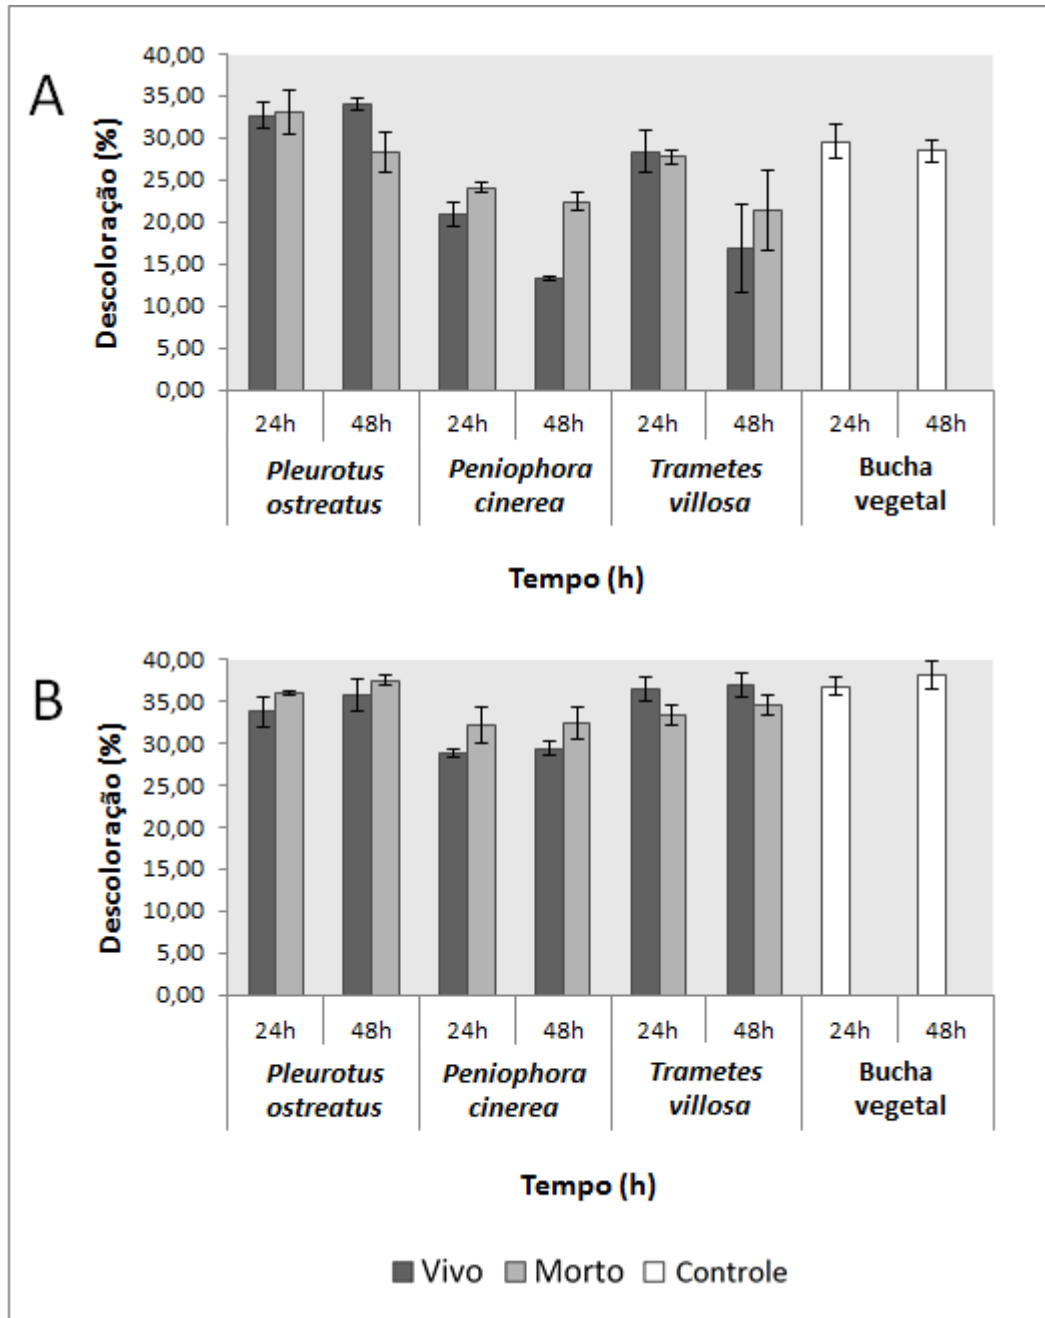 A
Descoloração (%)
40,00
35,00
30,00
25,00
20,00
15,00
10,00
5,00
0,00
24h 48h 24h 48h 24h 48h 24h 48h
Pleurotus ostreatus
Peniophora cinerea
Trametes villosa
Bucha vegetal
Tempo (h)
B
Descoloração (%)
40,00
35,00
30,00
25,00
20,00
15,00
10,00
5,00
0,00
24h 48h 24h 48h 24h 48h 24h 48h
Pleurotus ostreatus
Peniophora cinerea
Trametes villosa
Bucha vegetal
Tempo (h)
Vivo Morto Controle